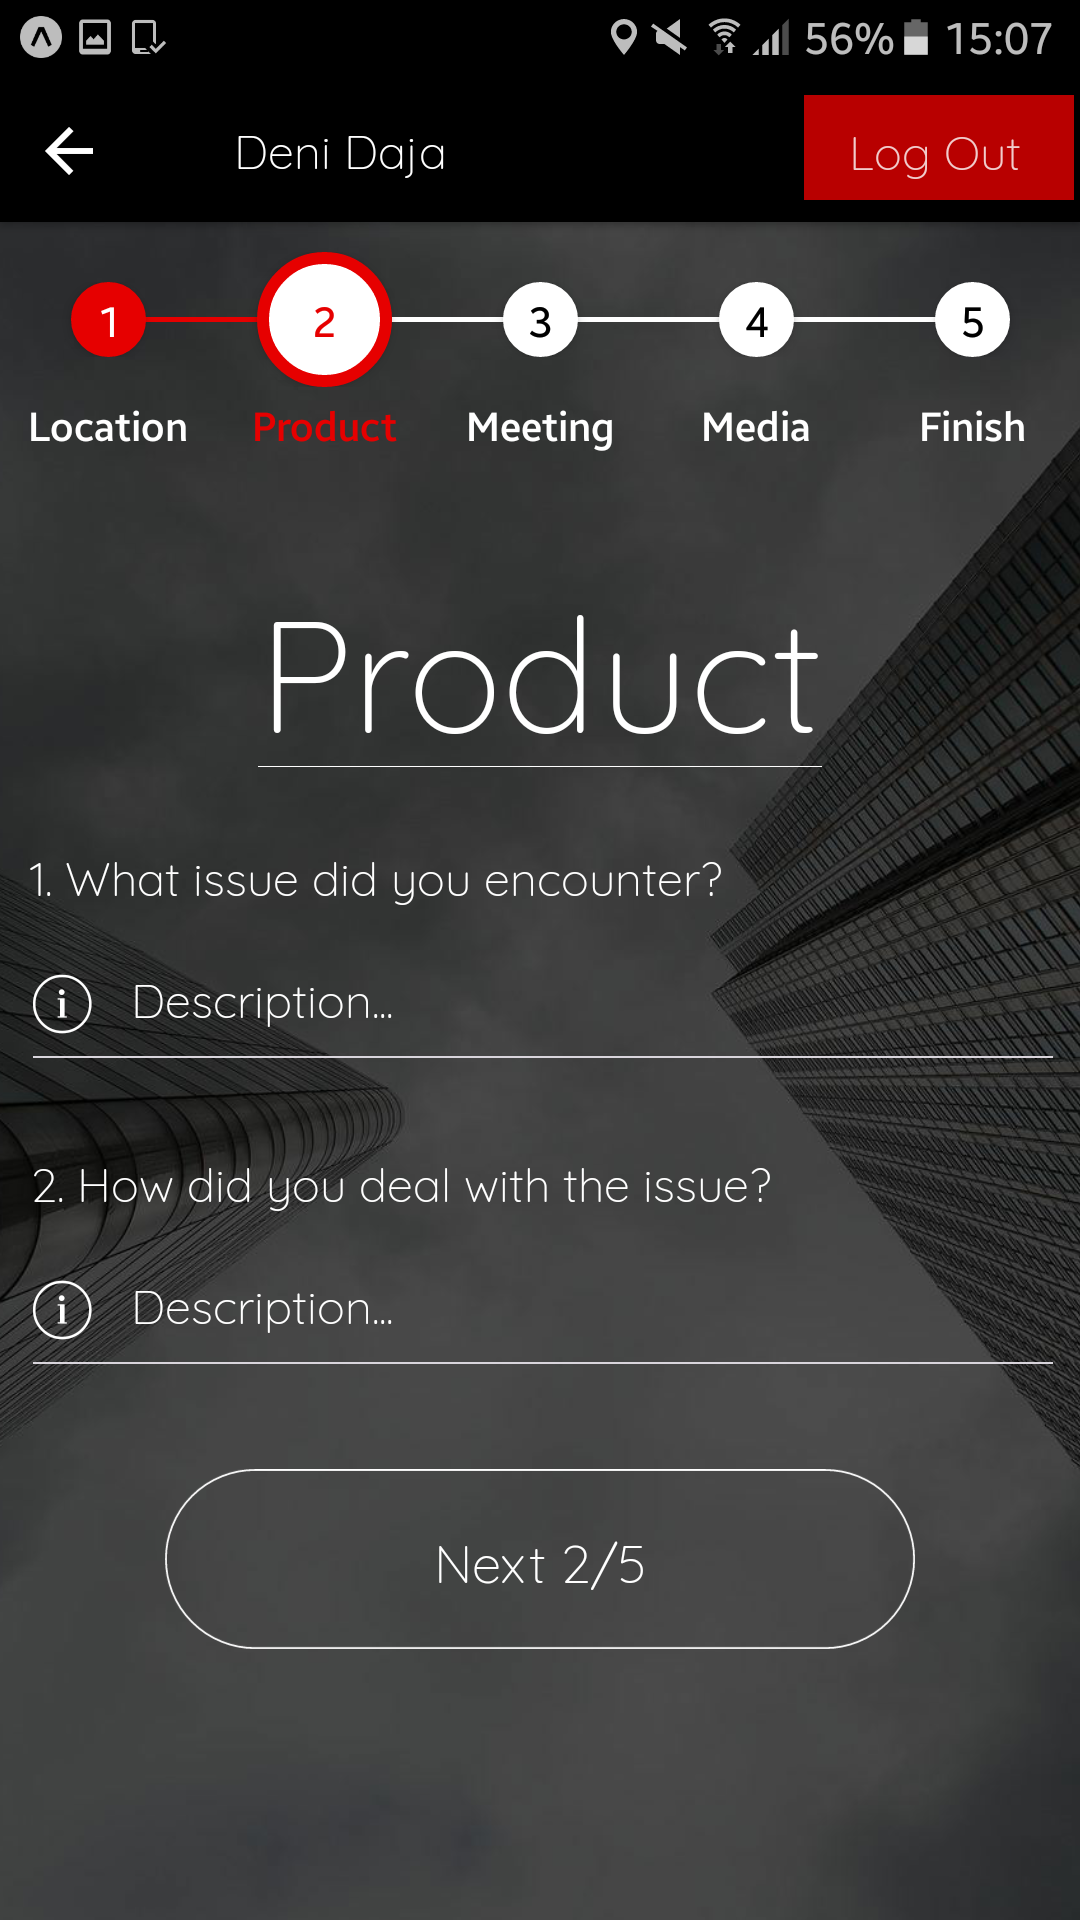 56% 15:07
Deni Daja
Log Out
1 2 3 4 5
Location Product Meeting Media Finish
Product
1. What issue did you encounter?
i Description...
2. How did you deal with the issue?
i Description...
Next 2/5